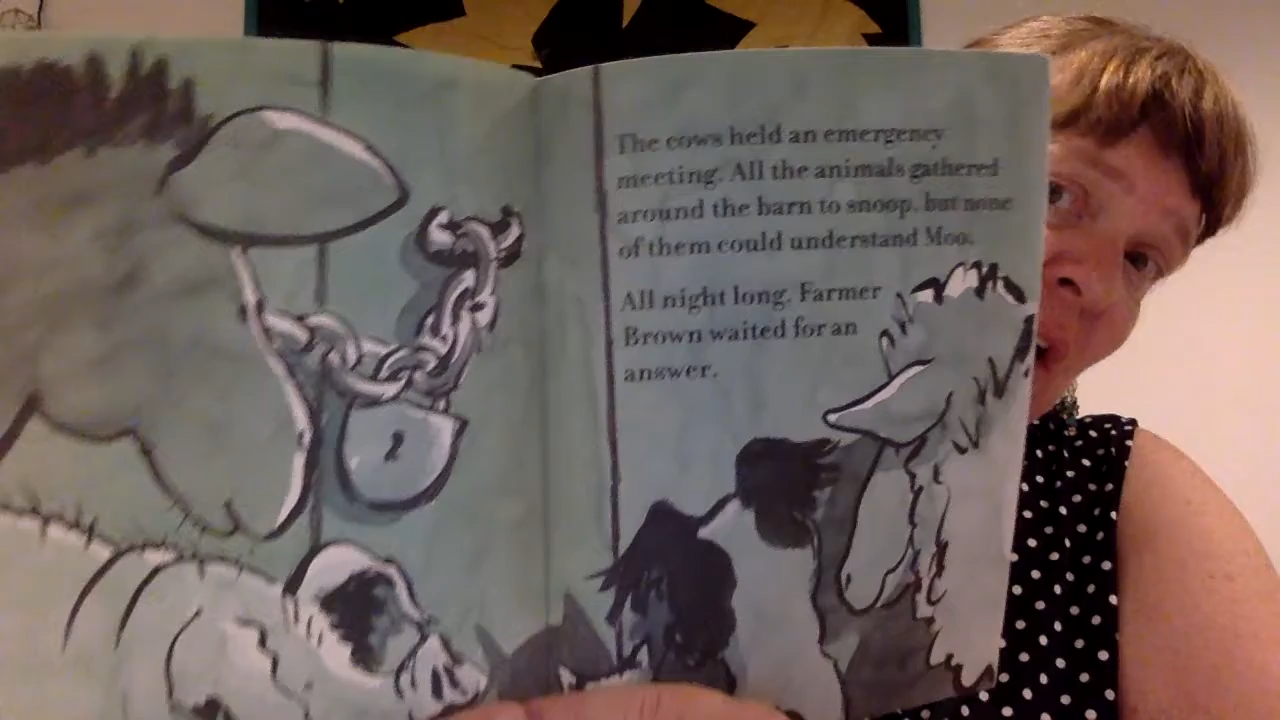 The cows held an emergency
meeting. All the animals gathered
around the barn to snoop, but none
of them could understand Moo.
All night long, Farmer
Brown waited for an
answer.